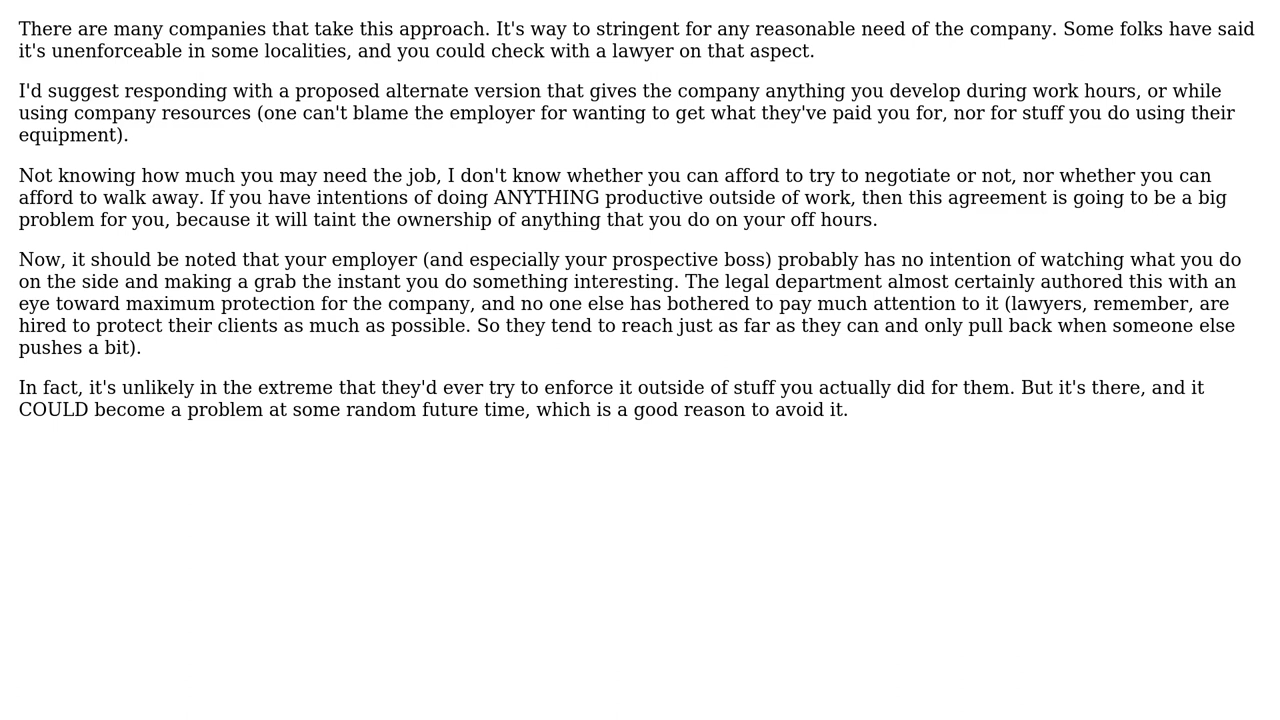 There are many companies that take this approach. It's way to stringent for any reasonable need of the company. Some folks have said
it's unenforceable in some localities, and you could check with a lawyer on that aspect.
I'd suggest responding with a proposed alternate version that gives the company anything you develop during work hours, or while
using company resources (one can't blame the employer for wanting to get what they've paid you for, nor for stuff you do using their
equipment).
Not knowing how much you may need the job, I don't know whether you can afford to try to negotiate or not, nor whether you can
afford to walk away. If you have intentions of doing ANYTHING productive outside of work, then this agreement is going to be a big
problem for you, because it will taint the ownership of anything that you do on your off hours.
Now, it should be noted that your employer (and especially your prospective boss) probably has no intention of watching what you do
on the side and making a grab the instant you do something interesting. The legal department almost certainly authored this with an
eye toward maximum protection for the company, and no one else has bothered to pay much attention to it (lawyers, remember, are
hired to protect their clients as much as possible. So they tend to reach just as far as they can and only pull back when someone else
pushes a bit).
In fact, it's unlikely in the extreme that they'd ever try to enforce it outside of stuff you actually did for them. But it's there, and it
COULD become a problem at some random future time, which is a good reason to avoid it.